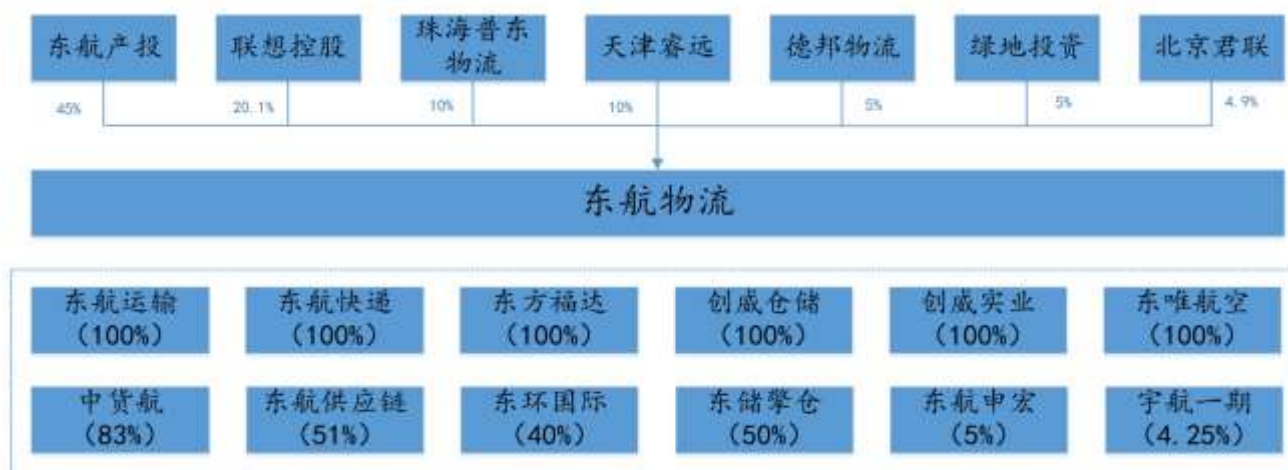 东航产投
联想控股
珠海普东
物流
天津睿远
德邦物流
绿地投资
北京君联
45%
20.1%
10%
10%
5%
5%
4.9%
东航物流
东航运输
(100%)
东航快递
(100%)
东方福达
(100%)
创威仓储
(100%)
创威实业
(100%)
东唯航空
(100%)
中货航
(83%)
东航供应链
(51%)
东环国际
(40%)
东储擎仓
(50%)
东航申宏
(5%)
宇航一期
(4.25%)